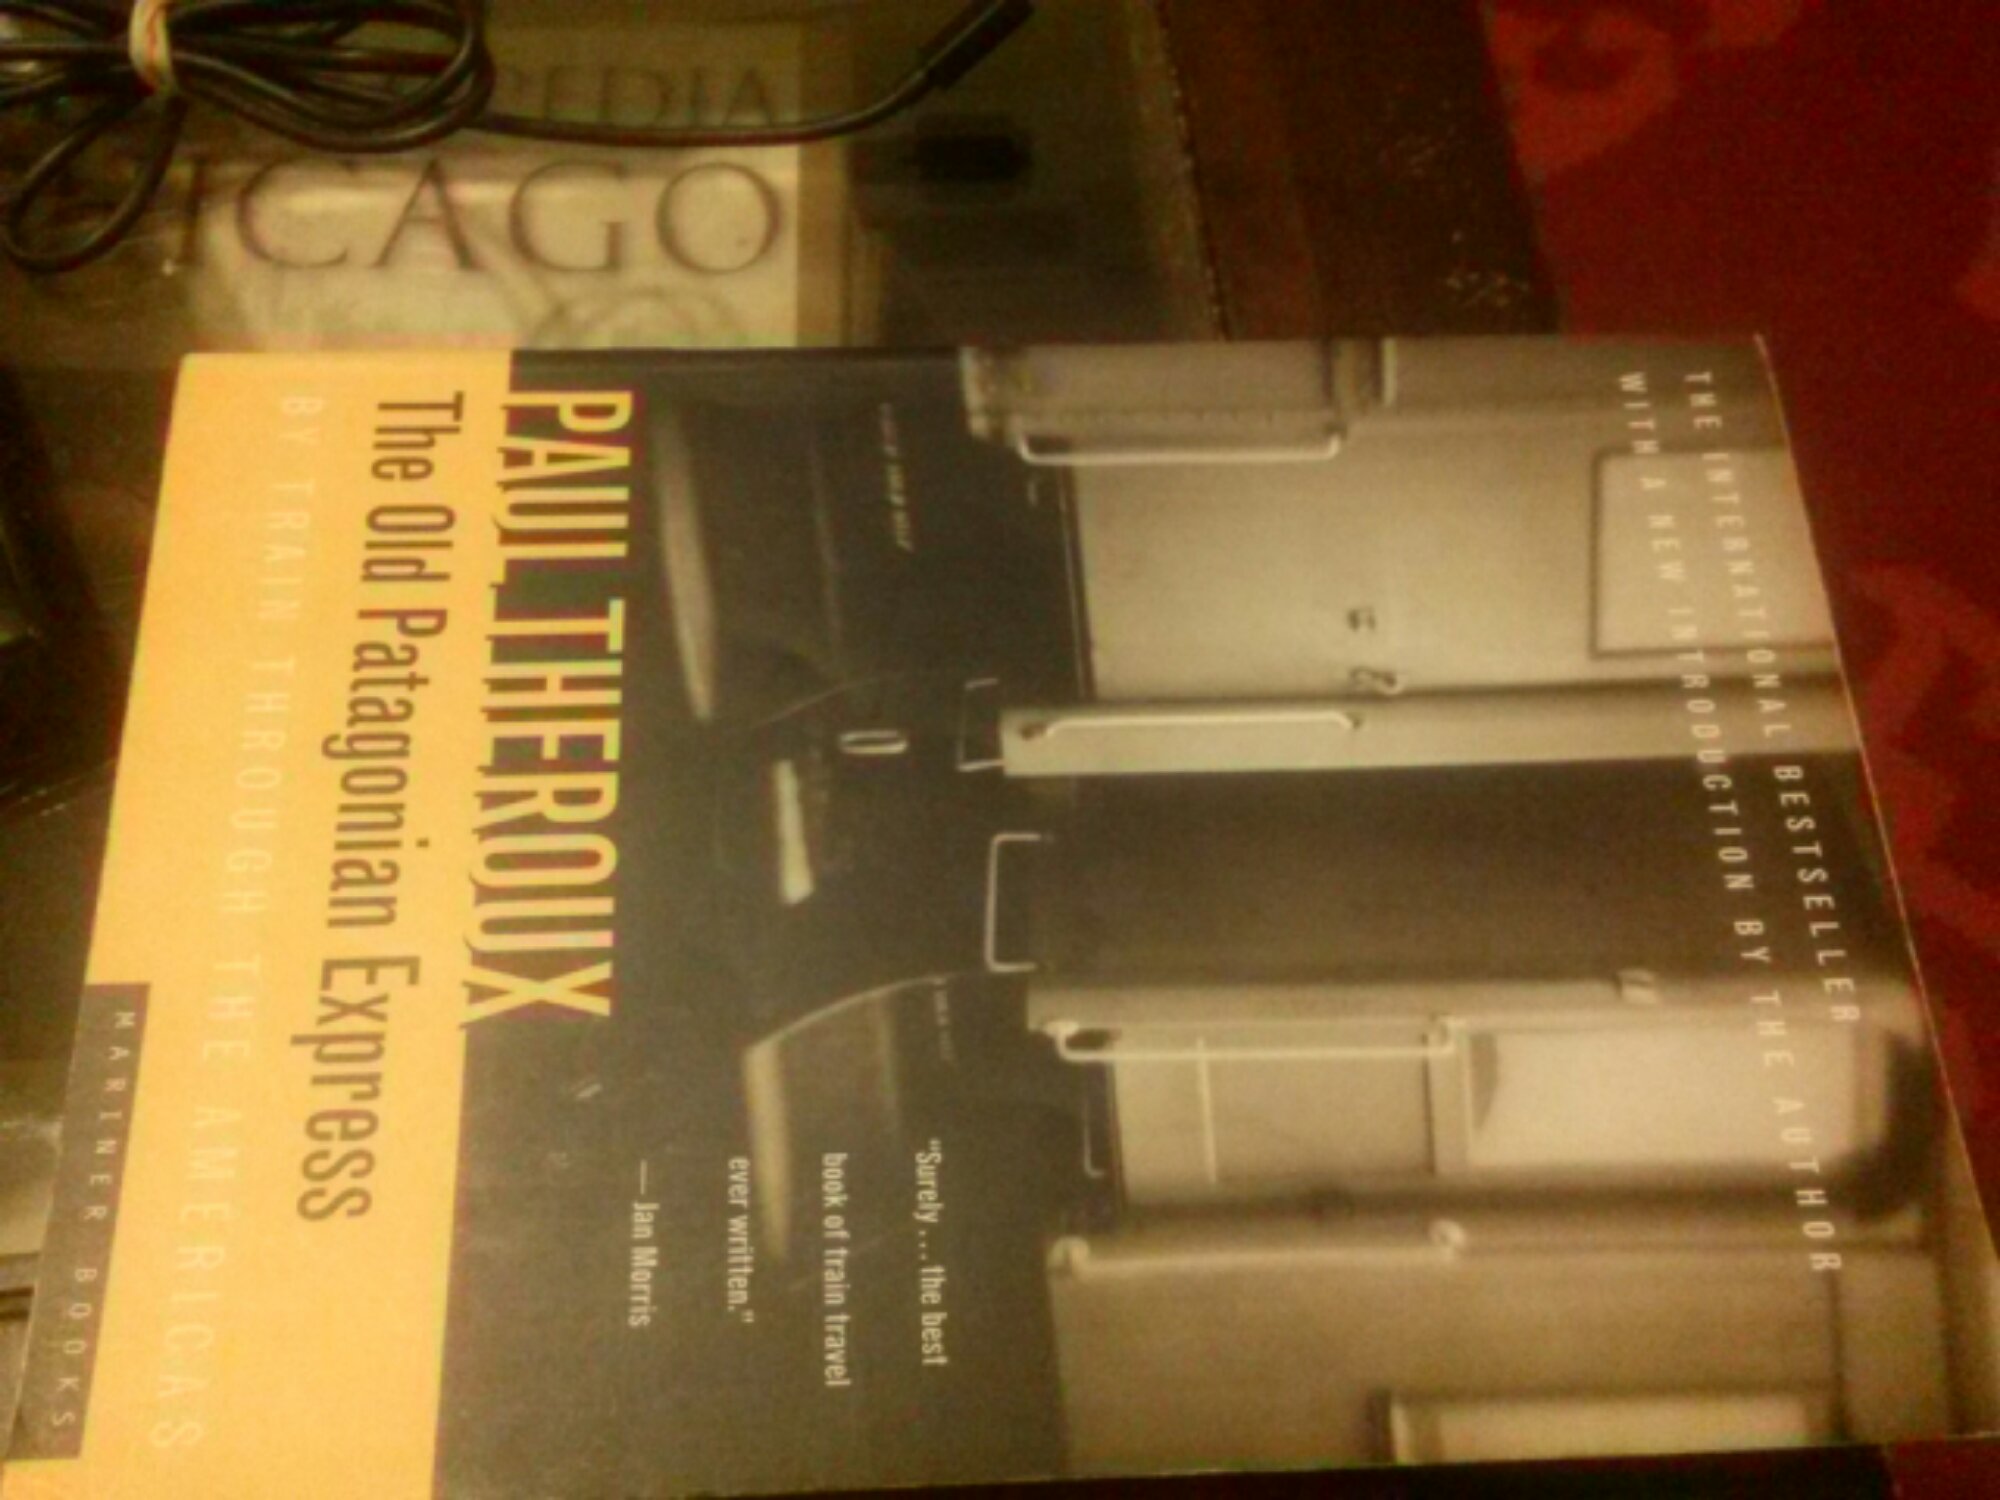 PEDIA
ICAGO
THE INTERNATIONAL BESTSELLER
WITH A NEW INTRODUCTION BY THE AUTHOR
"Surely... the best
book of train travel
ever written."
—Jan Morris
PAUL THEROUX
The Old Patagonian Express
BY TRAIN THROUGH THE AMERICAS
MARINER BOOKS